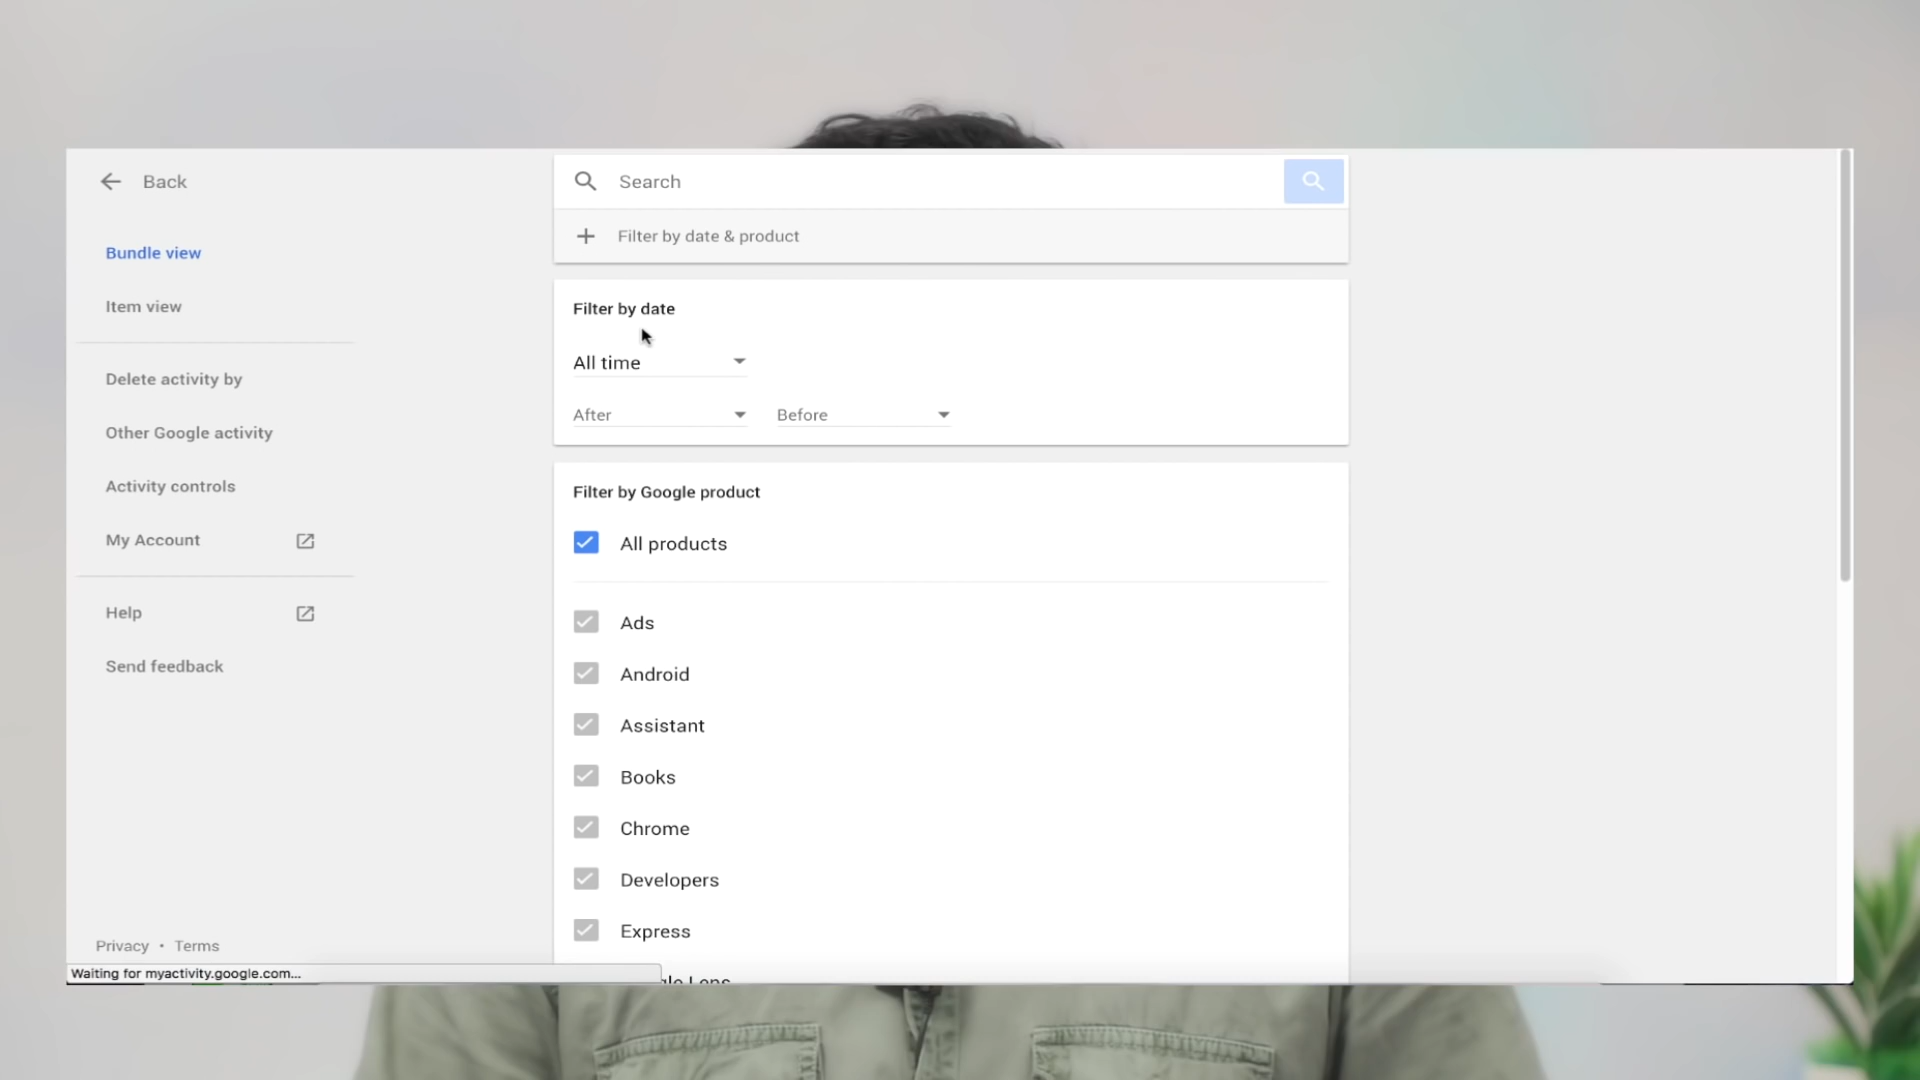 Back
Search
Filter by date & product
Bundle view
Item view
Delete activity by
Other Google activity
Activity controls
My Account
Help
Send feedback
Filter by date
All time
After
Before
Filter by Google product
All products
Ads
Android
Assistant
Books
Chrome
Developers
Express
Privacy • Terms
Waiting for myactivity.google.com...